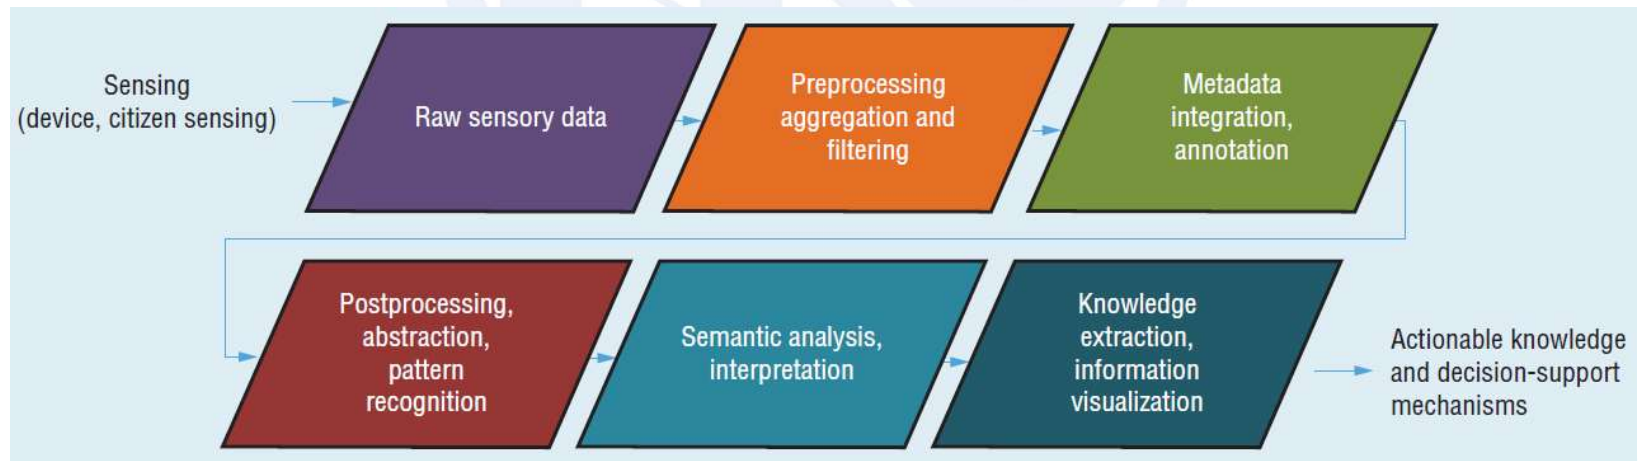 Sensing
(device, citizen sensing)
Raw sensory data
Preprocessing
aggregation and
filtering
Metadada
integration,
annotation
Postprocessing,
abstraction,
pattern
recognition
Semantic analysis,
interpretation
Knowledge
extraction,
information
visualization
Actionable knowledge
and decision-support
mechanisms